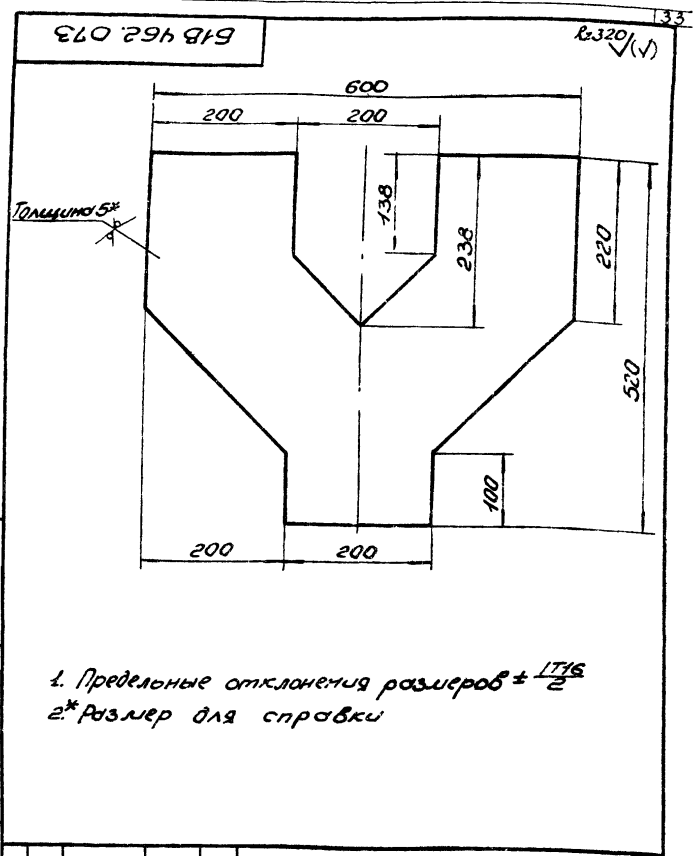 33
Б1В 462.073
Rz320 (√)
600
200 200
Толщина 5*
138
238
220
520
100
200 200
1. Предельные отклонения размеров ± IT16/2
2.* Размер для справки